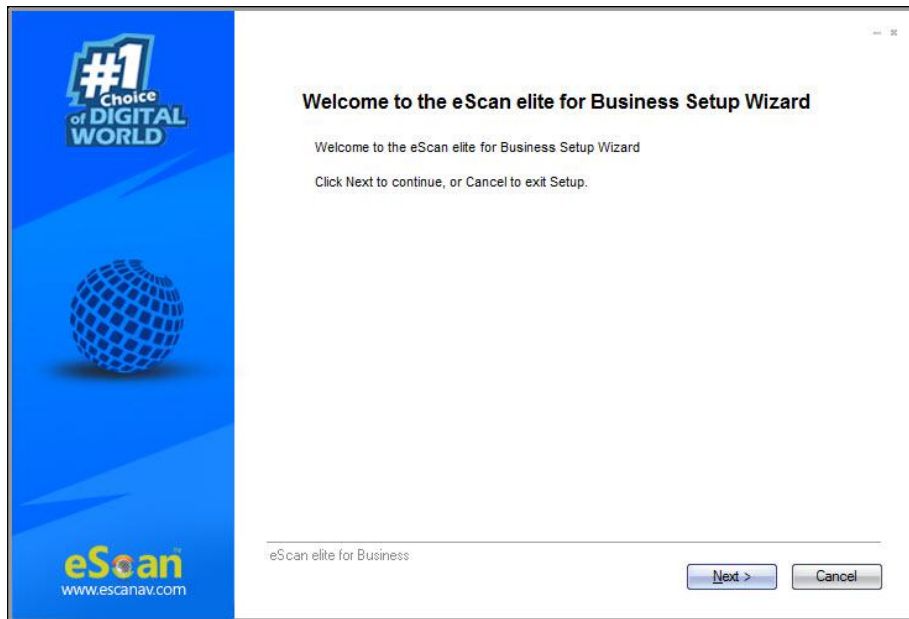 #1
Choice
of DIGITAL
WORLD
Welcome to the eScan elite for Business Setup Wizard
Welcome to the eScan elite for Business Setup Wizard
Click Next to continue, or Cancel to exit Setup.
eScan elite for Business
Next >
Cancel
eScan™
www.escanav.com